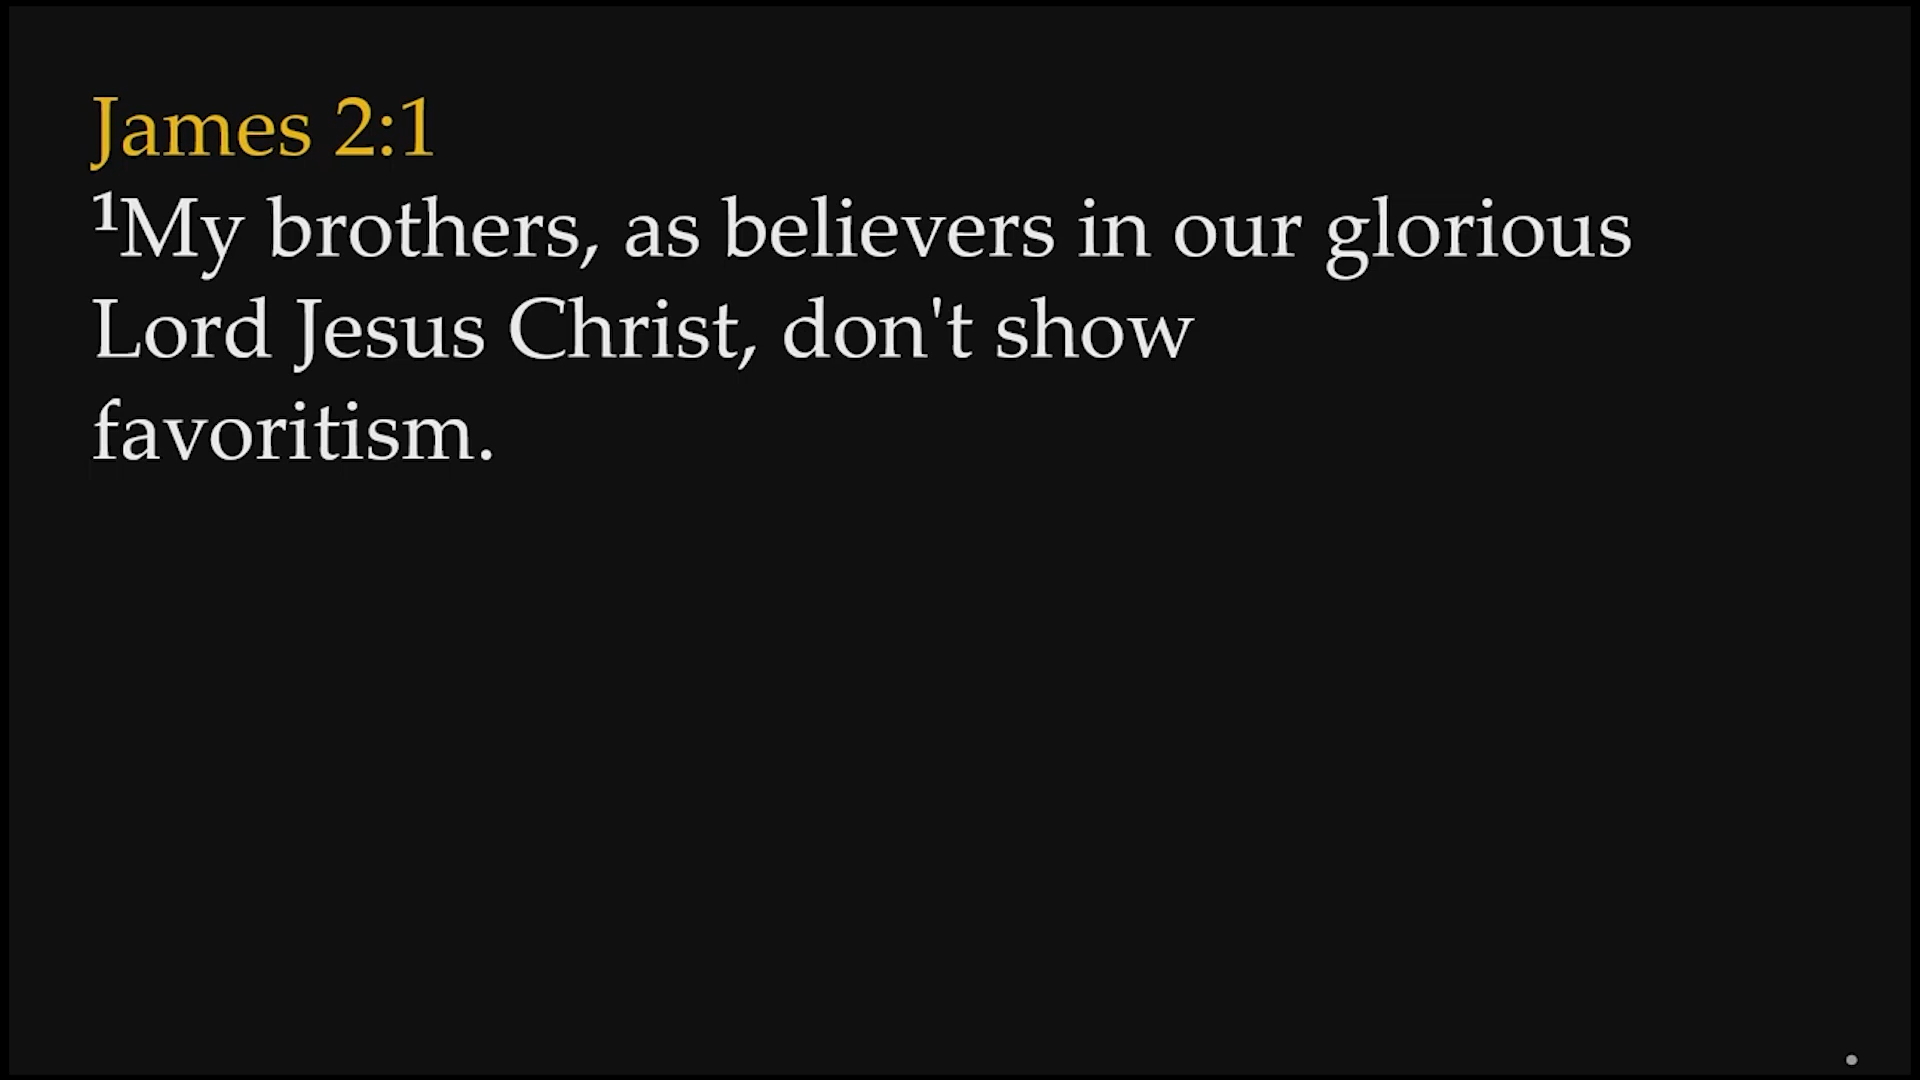 James 2:1
¹My brothers, as believers in our glorious
Lord Jesus Christ, don't show
favoritism.